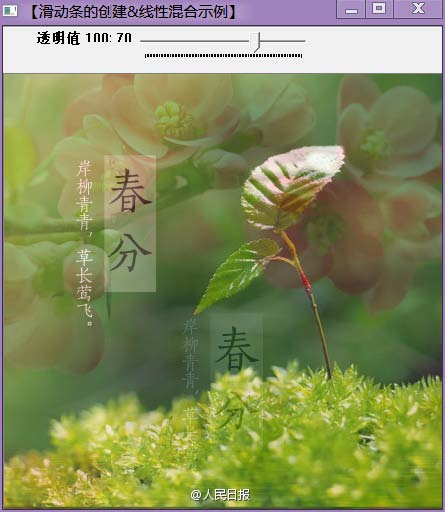 【滑动条的创建&线性混合示例】
透明值 100: 70
春分
岸柳青青，
草长莺飞。
春分
岸柳青青，
@人民日报